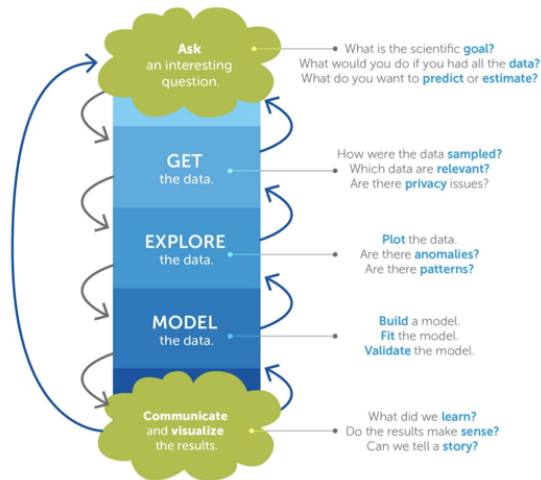 Ask
an interesting
question.
What is the scientific goal?
What would you do if you had all the data?
What do you want to predict or estimate?
GET
the data.
How were the data sampled?
Which data are relevant?
Are there privacy issues?
EXPLORE
the data.
Plot the data.
Are there anomalies?
Are there patterns?
MODEL
the data.
Build a model.
Fit the model.
Validate the model.
Communicate
and visualize
the results.
What did we learn?
Do the results make sense?
Can we tell a story?